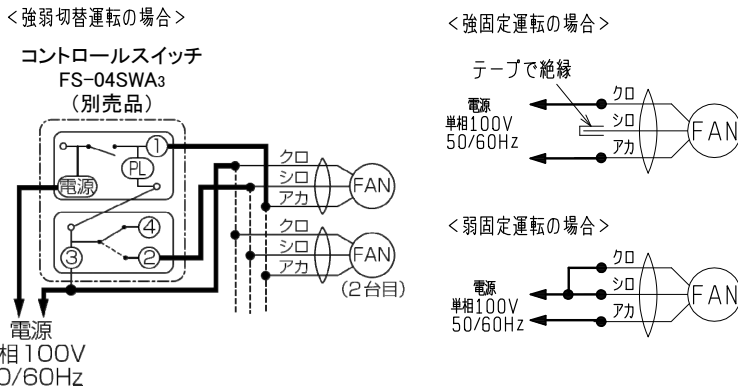 <強弱切替運転の場合>
コントロールスイッチ
FS-04SWA3
(別売品)
①
PL
電源
④
③
②
クロ
シロ
アカ
FAN
クロ
シロ
アカ
FAN
(2台目)
電源
相100V
0/60Hz
<強固定運転の場合>
テープで絶縁
電源
単相100V
50/60Hz
クロ
シロ
アカ
FAN
<弱固定運転の場合>
電源
単相100V
50/60Hz
クロ
シロ
アカ
FAN